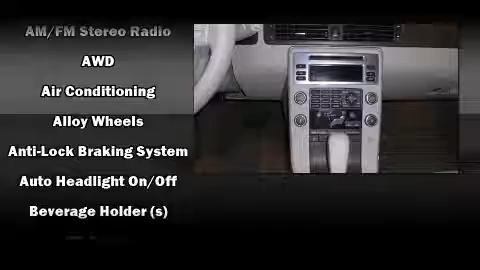 AM/FM Stereo Radio
AWD
Air Conditioning
Alloy Wheels
Anti-Lock Braking System
Auto Headlight On/Off
Beverage Holder (s)